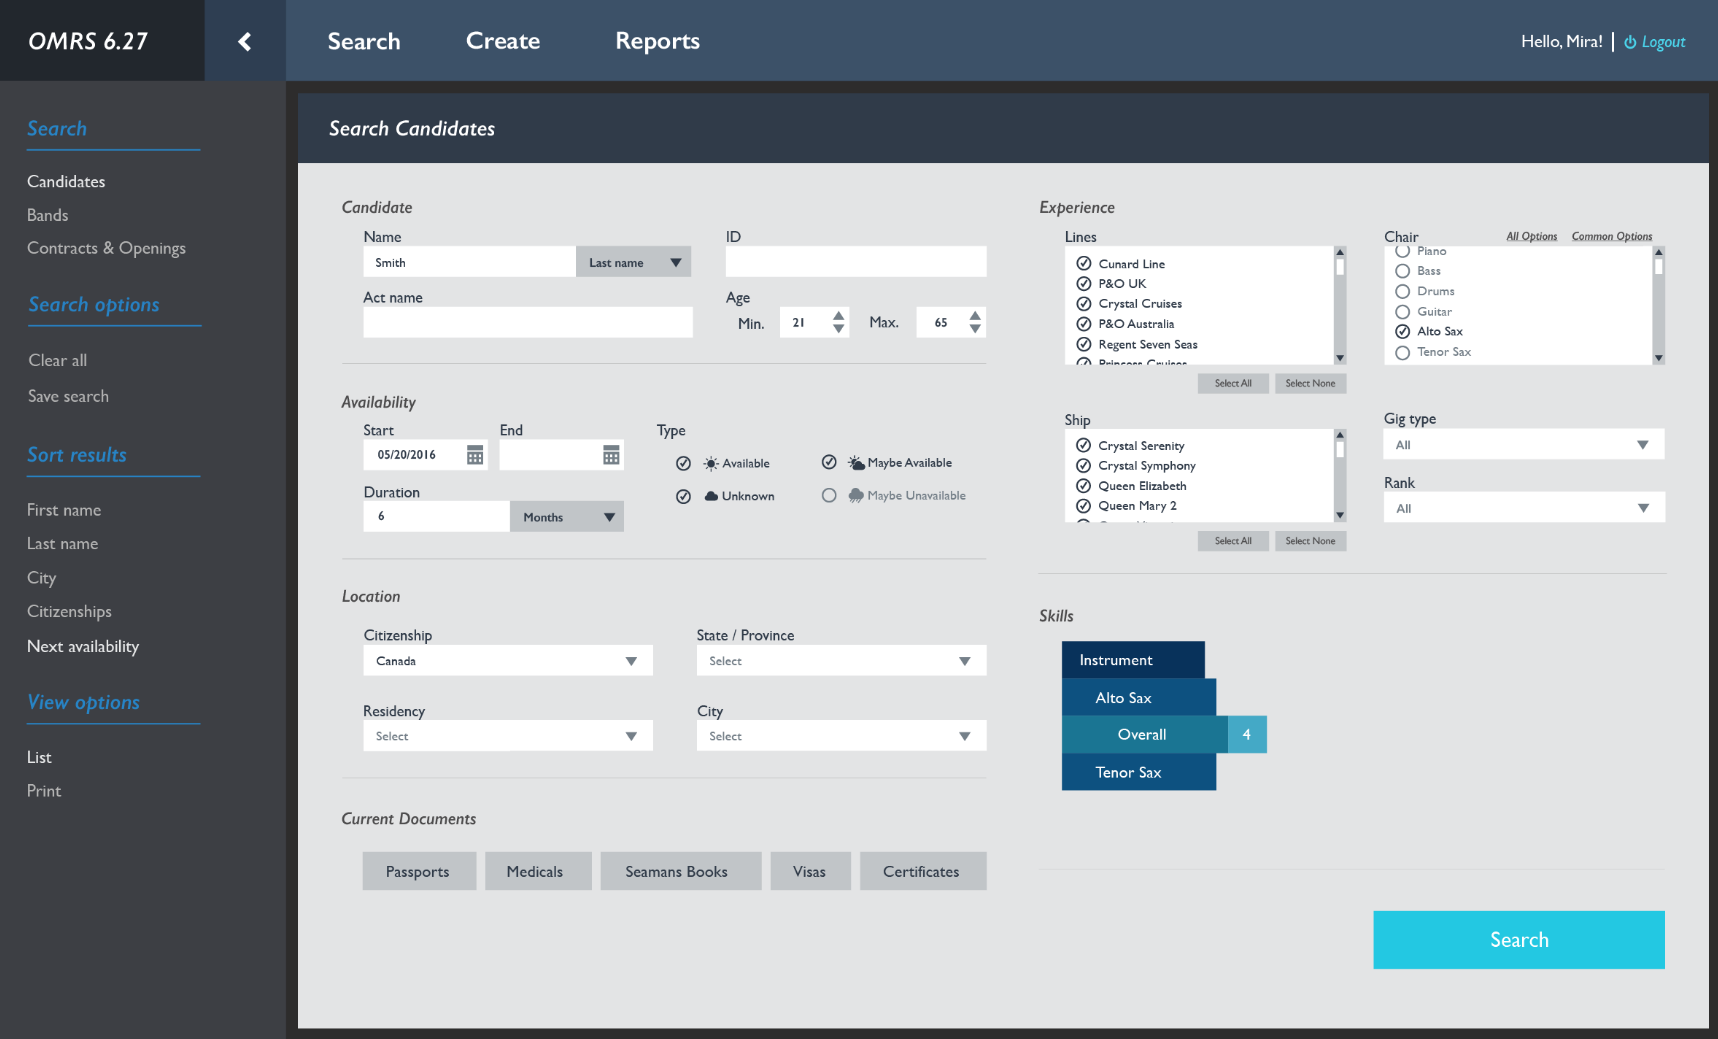 OMRS 6.27
Search
Create
Reports
Hello, Mira!
Logout
Search
Candidates
Bands
Contracts & Openings
Search options
Clear all
Save search
Sort results
First name
Last name
City
Citizenships
Next availability
View options
List
Print
Search Candidates
Candidate
Name
Smith
Last name
ID
Act name
Age
Min.
21
Max.
65
Availability
Start
05/20/2016
End
Duration
6
Months
Type
Available
Maybe Available
Unknown
Maybe Unavailable
Location
Citizenship
Canada
State / Province
Select
Residency
Select
City
Select
Current Documents
Passports
Medicals
Seamans Books
Visas
Certificates
Experience
Lines
Cunard Line
P&O UK
Crystal Cruises
P&O Australia
Regent Seven Seas
Princess Cruises
Select All
Select None
Chair
All Options
Common Options
Piano
Bass
Drums
Guitar
Alto Sax
Tenor Sax
Ship
Crystal Serenity
Crystal Symphony
Queen Elizabeth
Queen Mary 2
Select All
Select None
Gig type
All
Rank
All
Skills
Instrument
Alto Sax
Overall
4
Tenor Sax
Search